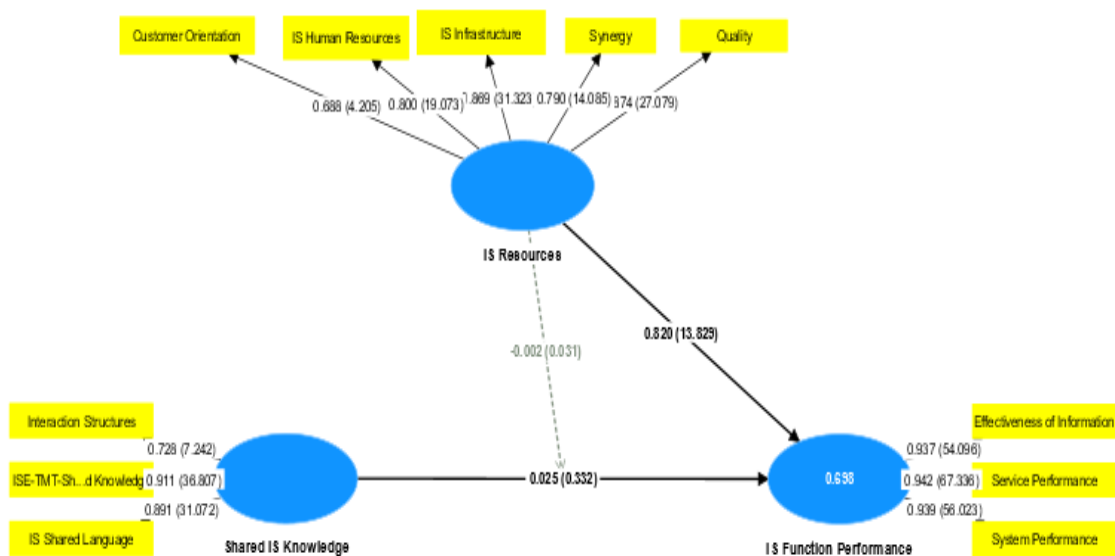 Customer Orientation
IS Human Resources
IS Infrastructure
Synergy
Quality
0.688 (4.205)
0.800 (19.073)
.869 (31.323
0.790 (14.085)
874 (27.079)
IS Resources
0.820 (13.829)
-0.002 (0.031)
Interaction Structures
0.728 (7.242)
ISE-TMT-Sh...d Knowledg
0.911 (36.807)
0.891 (31.072)
IS Shared Language
Shared IS Knowledge
0.025 (0.332)
0.698
IS Function Performance
Effectiveness of Information
0.937 (54.096)
0.942 (67.336)
Service Performance
0.939 (56.023)
System Performance